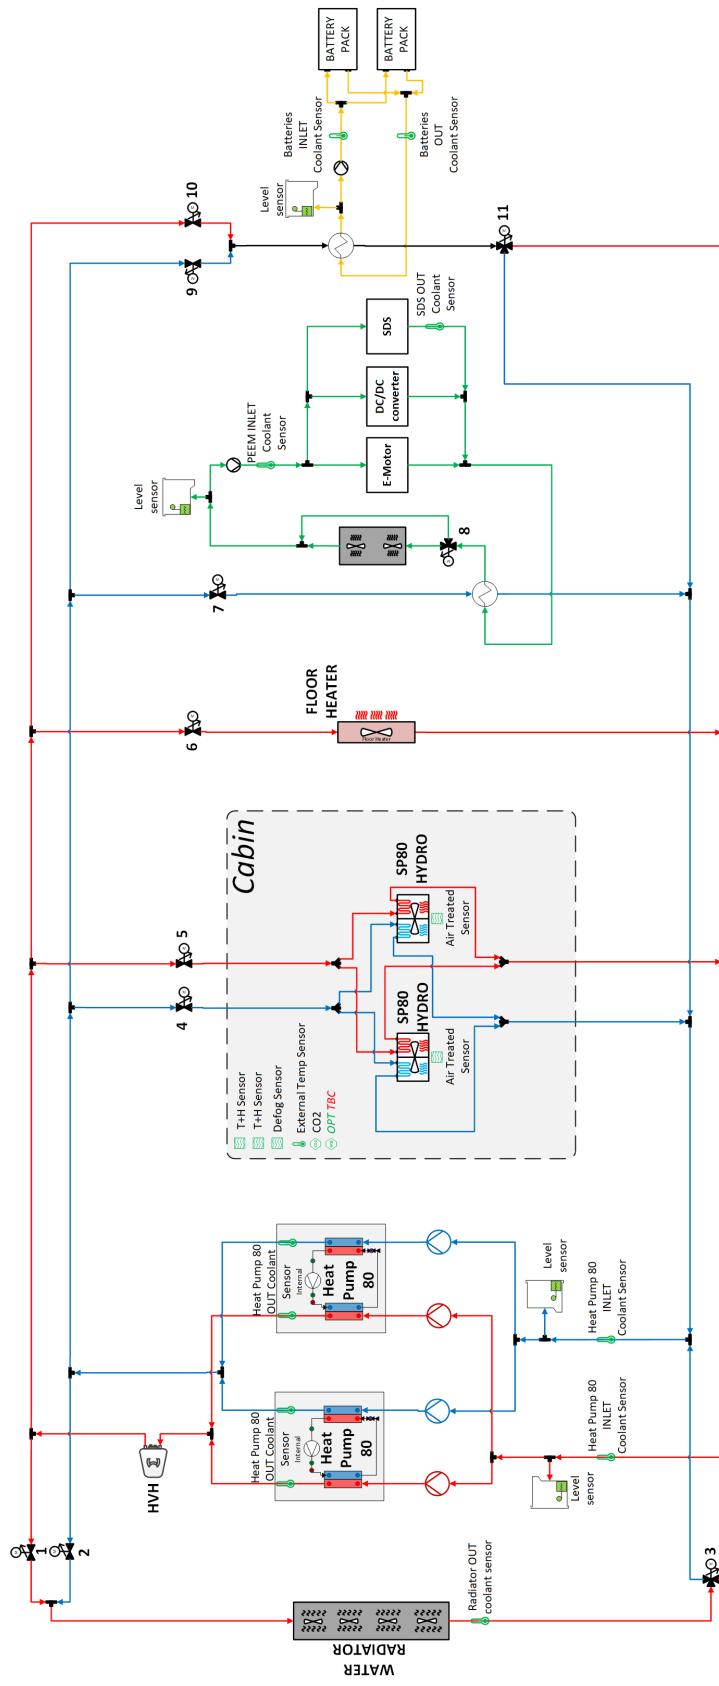 BATTERY
PACK
BATTERY
PACK
Batteries
INLET
Coolant Sensor
Batteries
OUT
Coolant Sensor
Level
sensor
10
9
11
SDS OUT
Coolant
Sensor
SDS
DC/DC
converter
E-Motor
PEEM INLET
Coolant
Sensor
Level
sensor
8
7
FLOOR
HEATER
Floor Heater
6
Cabin
5
4
SP80
HYDRO
Air Treated
Sensor
SP80
HYDRO
Air Treated
Sensor
T+H Sensor
T+H Sensor
Defog Sensor
External Temp Sensor
CO2
OPT TBC
Heat Pump 80
OUT Coolant
Sensor
Internal
Heat
Pump
80
Heat Pump 80
OUT Coolant
Sensor
Internal
Heat
Pump
80
Level
sensor
Heat Pump 80
INLET
Coolant Sensor
Heat Pump 80
INLET
Coolant Sensor
Level
sensor
HVH
1
2
3
Radiator OUT
coolant sensor
WATER
RADIATOR